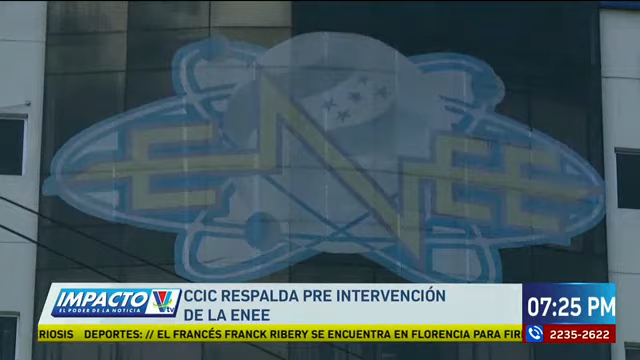 ENEE
IMPACTO
VTV
EL PODER DE LA NOTICIA
CCIC RESPALDA PRE INTERVENCIÓN
DE LA ENEE
07:25 PM
2235-2622
RIOSIS DEPORTES: // EL FRANCÉS FRANCK RIBERY SE ENCUENTRA EN FLORENCIA PARA FIR